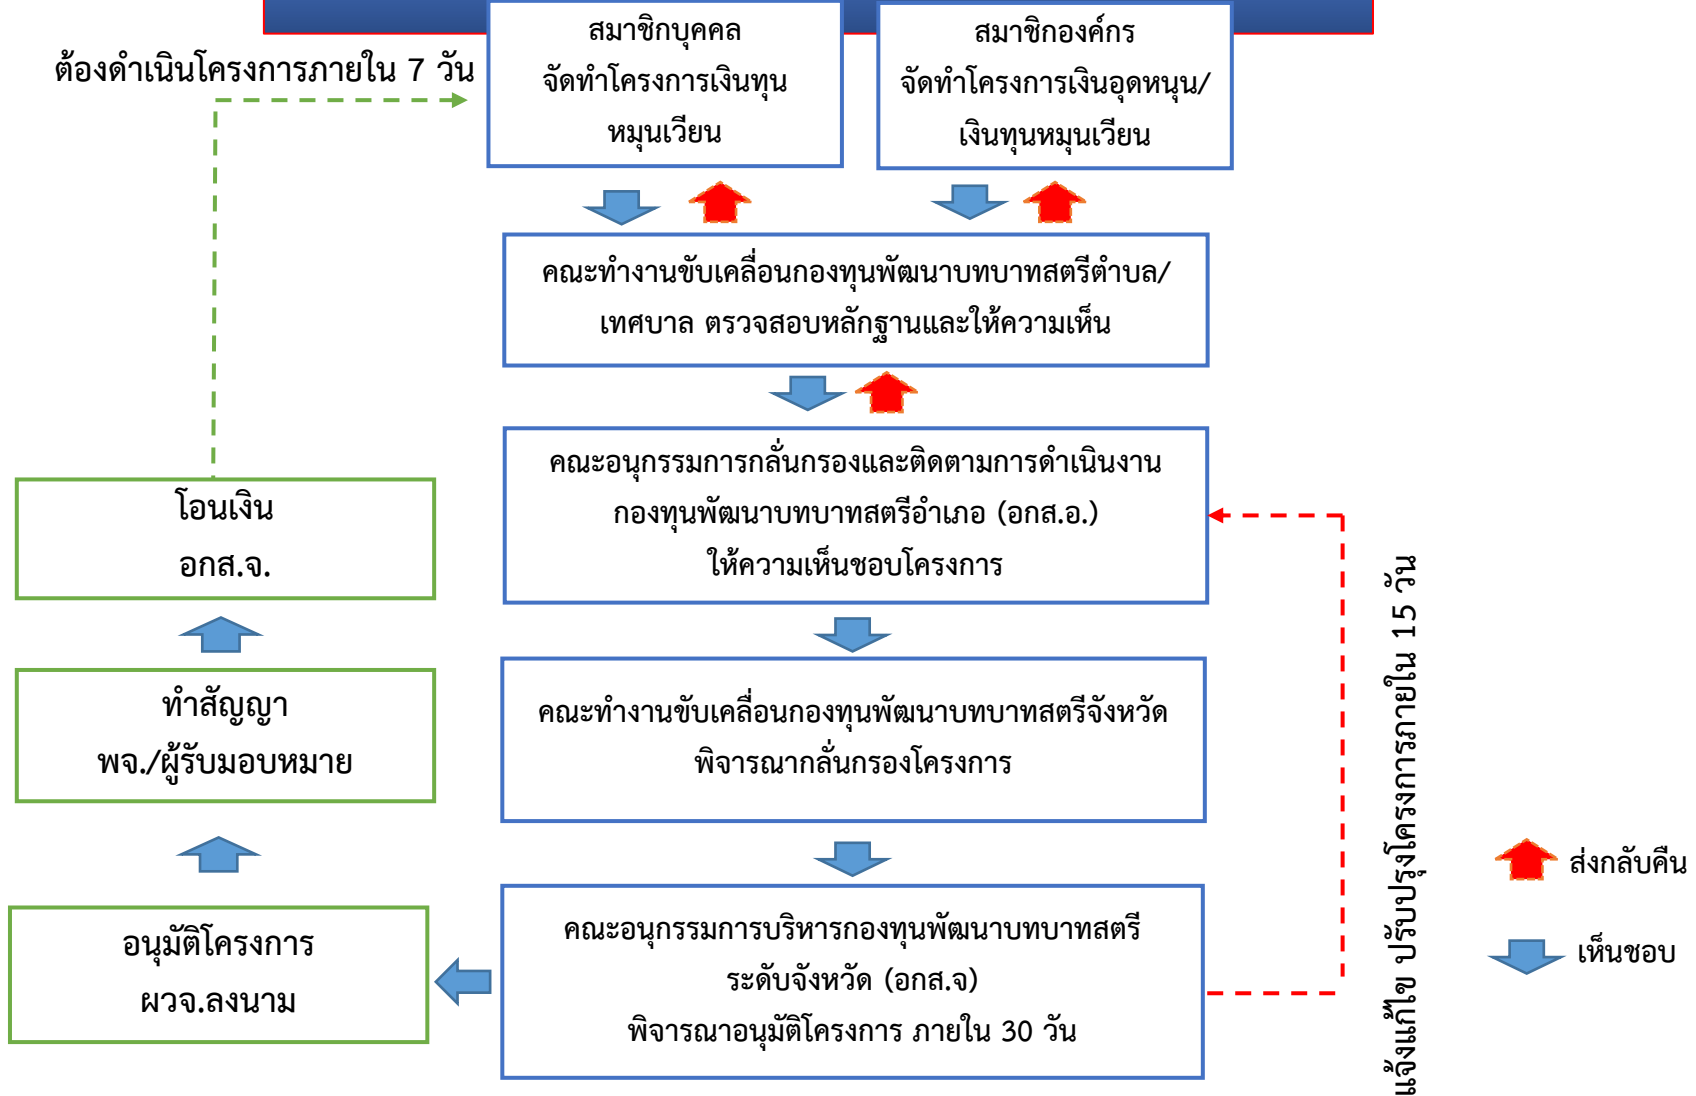 สมาชิกบุคคล
จัดทำโครงการเงินทุน
หมุนเวียน
สมาชิกองค์กร
จัดทำโครงการเงินอุดหนุน/
เงินทุนหมุนเวียน
ต้องดำเนินโครงการภายใน 7 วัน
คณะทำงานขับเคลื่อนกองทุนพัฒนาบทบาทสตรีตำบล/
เทศบาล ตรวจสอบหลักฐานและให้ความเห็น
คณะอนุกรรมการกลั่นกรองและติดตามการดำเนินงาน
กองทุนพัฒนาบทบาทสตรีอำเภอ (อกส.อ.)
ให้ความเห็นชอบโครงการ
โอนเงิน
อกส.จ.
คณะทำงานขับเคลื่อนกองทุนพัฒนาบทบาทสตรีจังหวัด
พิจารณากลั่นกรองโครงการ
ทำสัญญา
พจ./ผู้รับมอบหมาย
คณะอนุกรรมการบริหารกองทุนพัฒนาบทบาทสตรี
ระดับจังหวัด (อกส.จ)
พิจารณาอนุมัติโครงการ ภายใน 30 วัน
อนุมัติโครงการ
ผวจ.ลงนาม
แจ้งแก้ไข ปรับปรุงโครงการภายใน 15 วัน
ส่งกลับคืน
เห็นชอบ